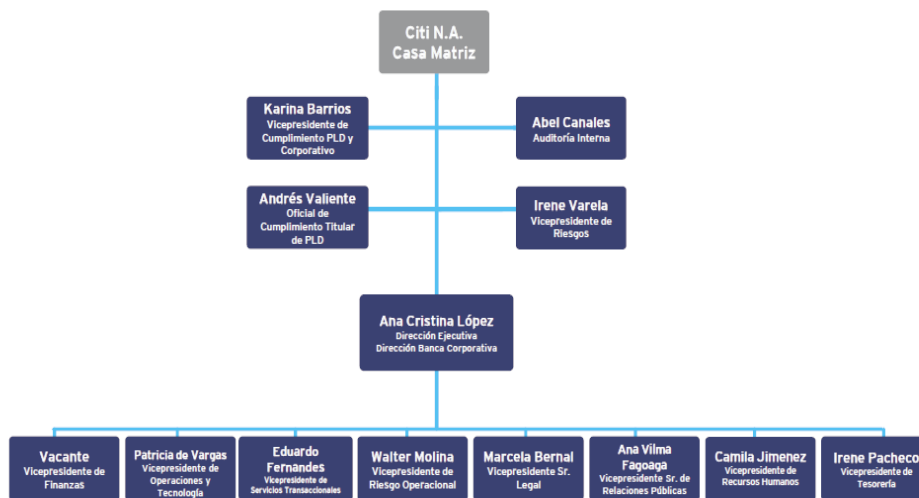 Citi N.A.
Casa Matriz
Karina Barrios
Vicepresidente de
Cumplimiento PLD y
Corporativo
Abel Canales
Auditoría Interna
Andrés Valiente
Oficial de
Cumplimiento Titular
de PLD
Irene Varela
Vicepresidente de
Riesgos
Ana Cristina López
Dirección Ejecutiva
Dirección Banca Corporativa
Vacante
Vicepresidente de
Finanzas
Patricia de Vargas
Vicepresidente de
Operaciones y
Tecnología
Eduardo
Fernandes
Vicepresidente de
Servicios Transaccionales
Walter Molina
Vicepresidente de
Riesgo Operacional
Marcela Bernal
Vicepresidente Sr.
Legal
Ana Vilma
Fagoaga
Vicepresidente Sr. de
Relaciones Públicas
Camila Jimenez
Vicepresidente de
Recursos Humanos
Irene Pacheco
Vicepresidente de
Tesorería